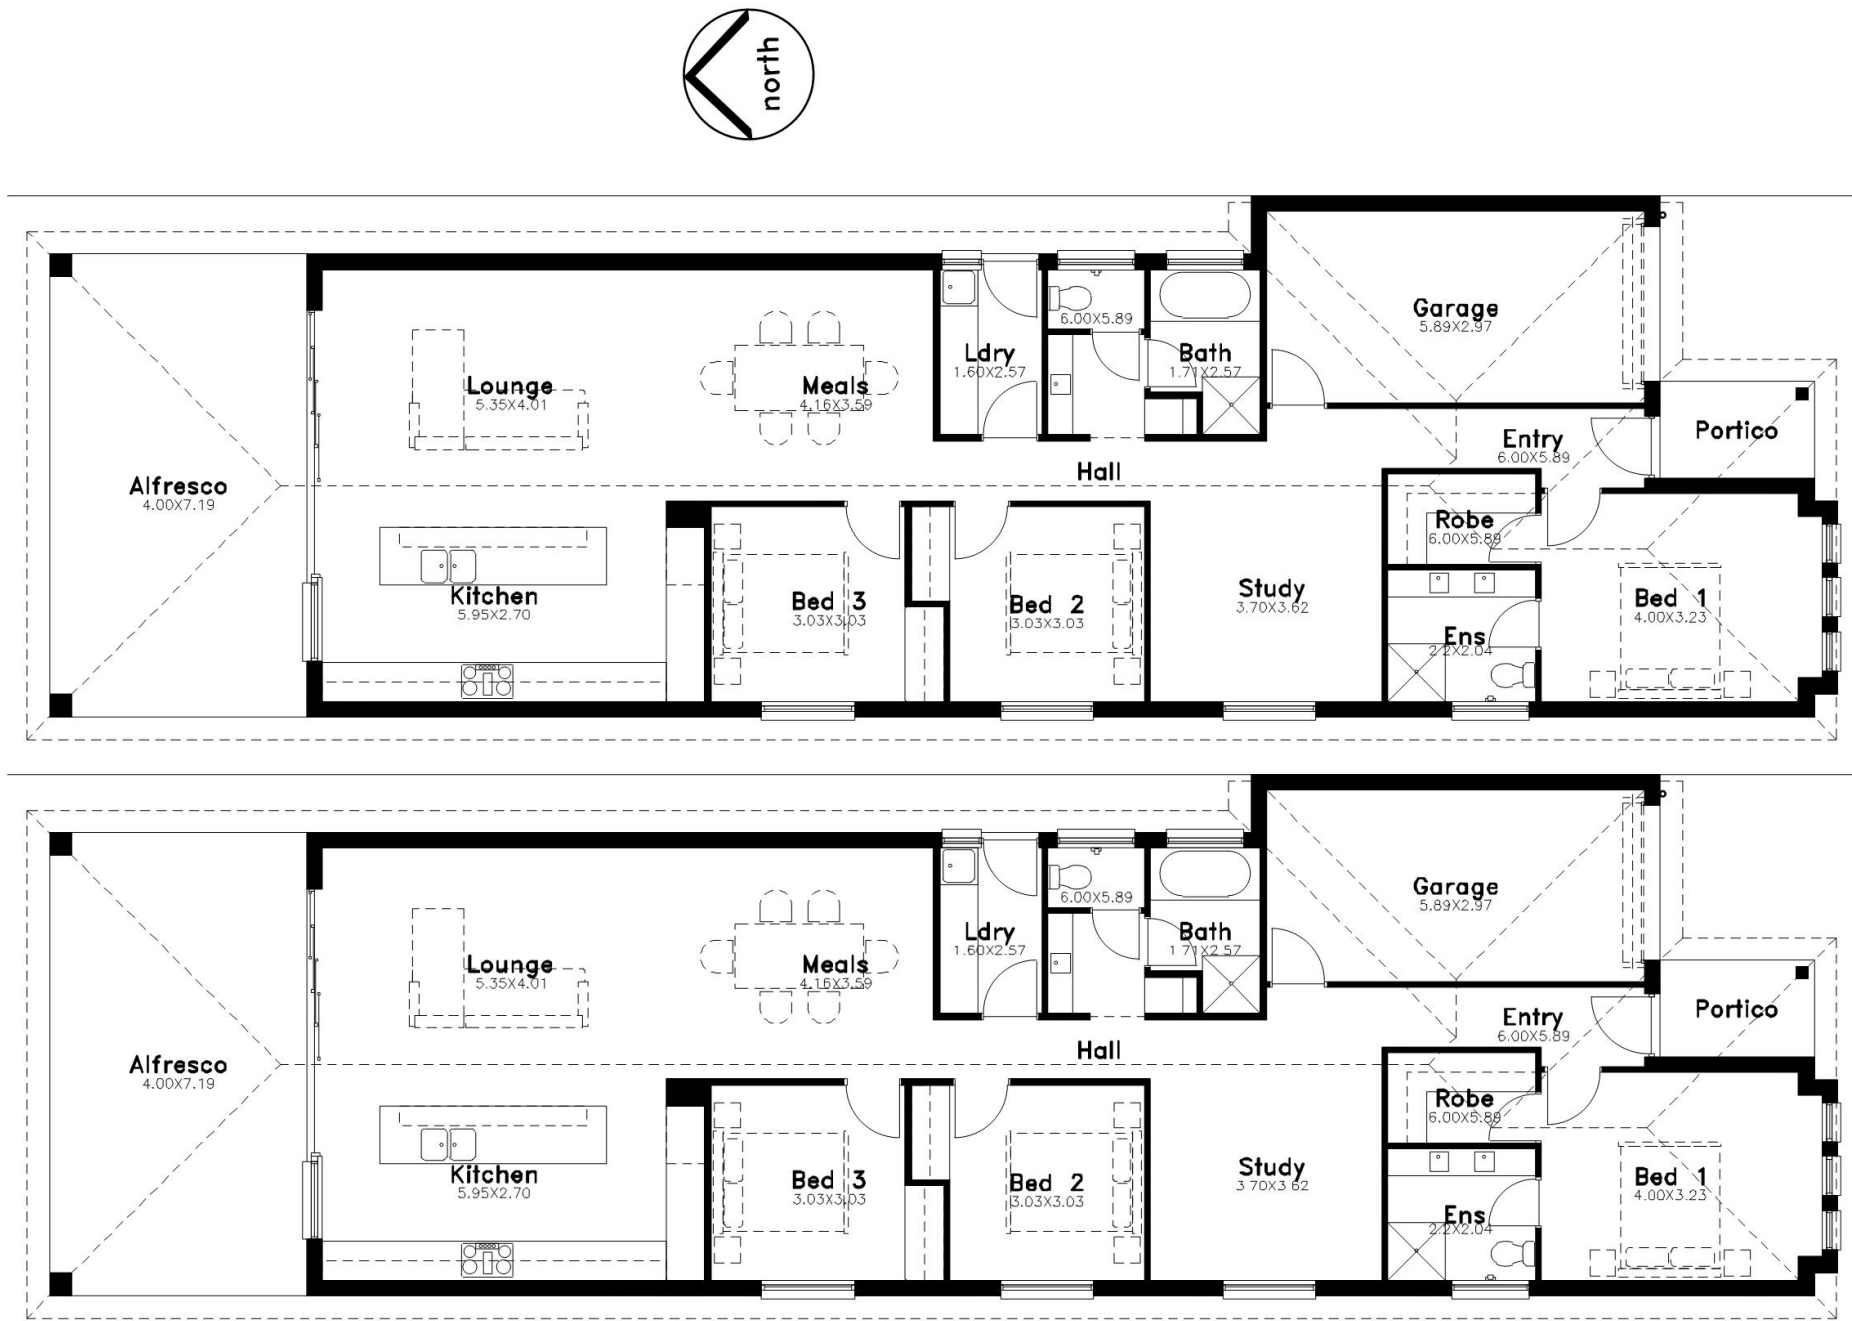 north
Garage
5.89X2.97
6.00X5.89
Ldry
1.60X2.57
Bath
1.71X2.57
Lounge
5.35X4.01
Meals
4.16X3.59
Portico
Entry
6.00X5.89
Hall
Alfresco
4.00X7.19
Robe
6.00X5.89
Kitchen
5.95X2.70
Bed 3
3.03X3.03
Bed 2
3.03X3.03
Study
3.70X3.62
Bed 1
4.00X3.23
Ens
2.2X2.04
Garage
5.89X2.97
6.00X5.89
Ldry
1.60X2.57
Bath
1.71X2.57
Lounge
5.35X4.01
Meals
4.16X3.59
Portico
Entry
6.00X5.89
Hall
Alfresco
4.00X7.19
Robe
6.00X5.89
Kitchen
5.95X2.70
Bed 3
3.03X3.03
Bed 2
3.03X3.03
Study
3.70X3.62
Bed 1
4.00X3.23
Ens
2.2X2.04